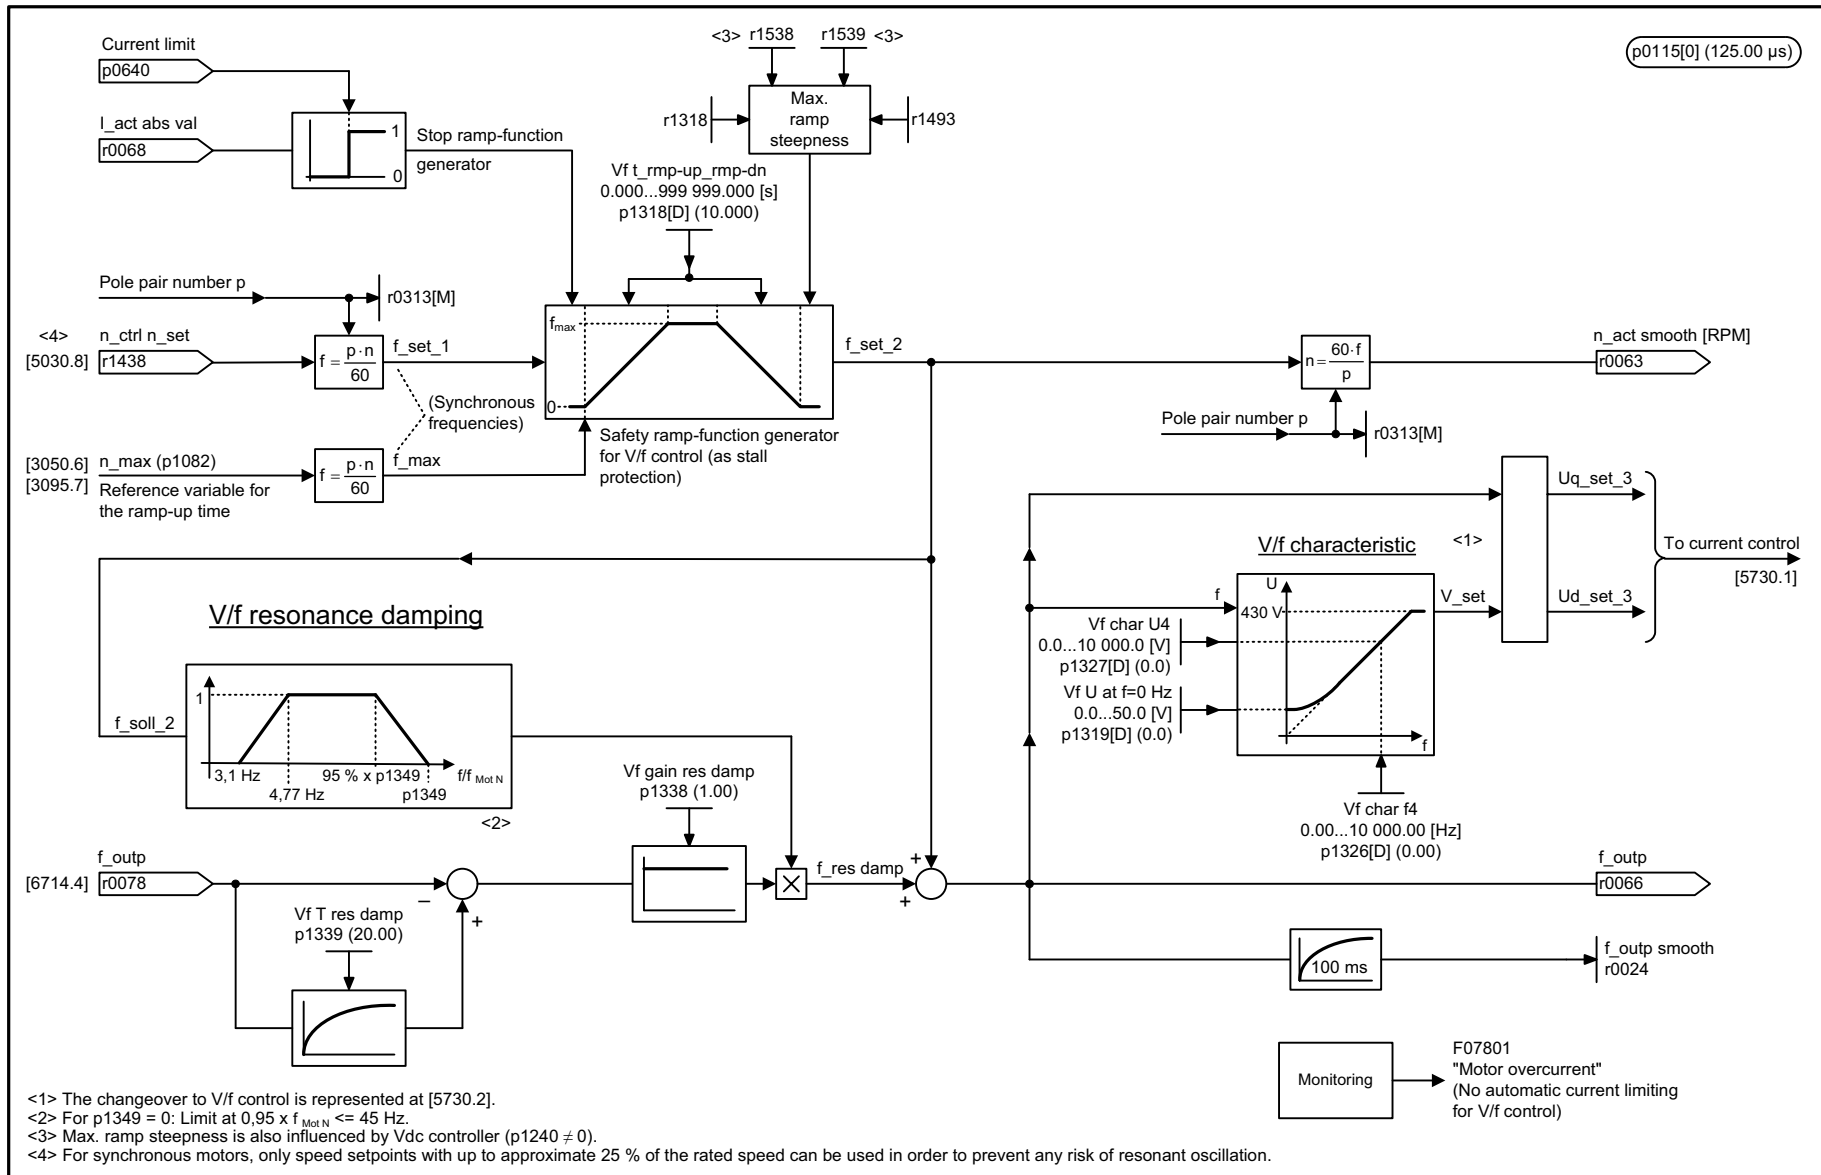 Current limit
p0640
I_act abs val
r0068
1
0
Stop ramp-function
generator
<3> r1538
r1539 <3>
r1318
Max.
ramp
steepness
r1493
p0115[0] (125.00 µs)
Vf t_rmp-up_rmp-dn
0.000...999 999.000 [s]
p1318[D] (10.000)
Pole pair number p
r0313[M]
<4>
[5030.8]
n_ctrl n_set
r1438
f = p·n
60
f_set_1
(Synchronous
frequencies)
[3050.6]
[3095.7]
n_max (p1082)
Reference variable for
the ramp-up time
f = p·n
60
f_max
fmax
0
Safety ramp-function generator
for V/f control (as stall
protection)
f_set_2
n= 60·f
p
n_act smooth [RPM]
r0063
Pole pair number p
r0313[M]
Uq_set_3
<1>
Ud_set_3
To current control
[5730.1]
V/f characteristic
f
U
430 V
f
V_set
Vf char U4
0.0...10 000.0 [V]
p1327[D] (0.0)
Vf U at f=0 Hz
0.0...50.0 [V]
p1319[D] (0.0)
Vf char f4
0.00...10 000.00 [Hz]
p1326[D] (0.00)
V/f resonance damping
f_soll_2
1
3,1 Hz
4,77 Hz
95 % x p1349
p1349
f/f Mot N
<2>
Vf gain res damp
p1338 (1.00)
[6714.4]
f_outp
r0078
–
+
Vf T res damp
p1339 (20.00)
f_res damp
+
+
f_outp
r0066
100 ms
f_outp smooth
r0024
Monitoring
F07801
"Motor overcurrent"
(No automatic current limiting
for V/f control)
<1> The changeover to V/f control is represented at [5730.2].
<2> For p1349 = 0: Limit at 0,95 x f Mot N <= 45 Hz.
<3> Max. ramp steepness is also influenced by Vdc controller (p1240 ≠ 0).
<4> For synchronous motors, only speed setpoints with up to approximate 25 % of the rated speed can be used in order to prevent any risk of resonant oscillation.